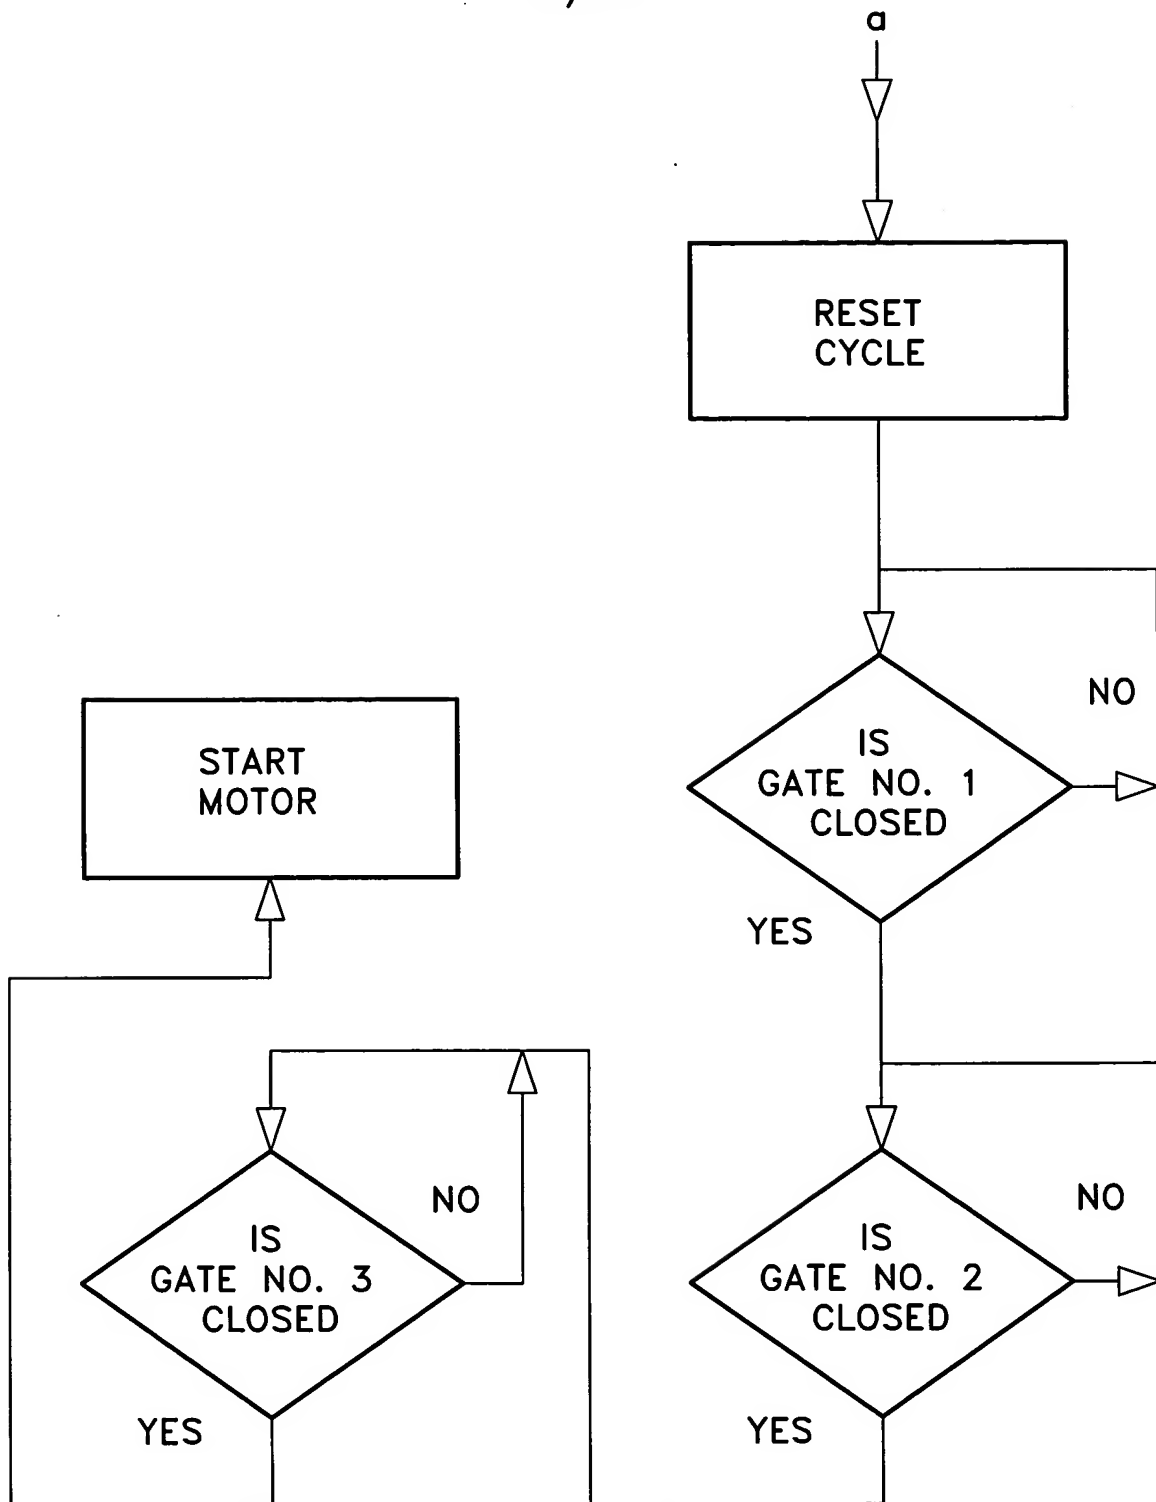 a
RESET
CYCLE
NO
IS
GATE NO. 1
CLOSED
YES
START
MOTOR
NO
IS
GATE NO. 2
CLOSED
YES
NO
IS
GATE NO. 3
CLOSED
YES